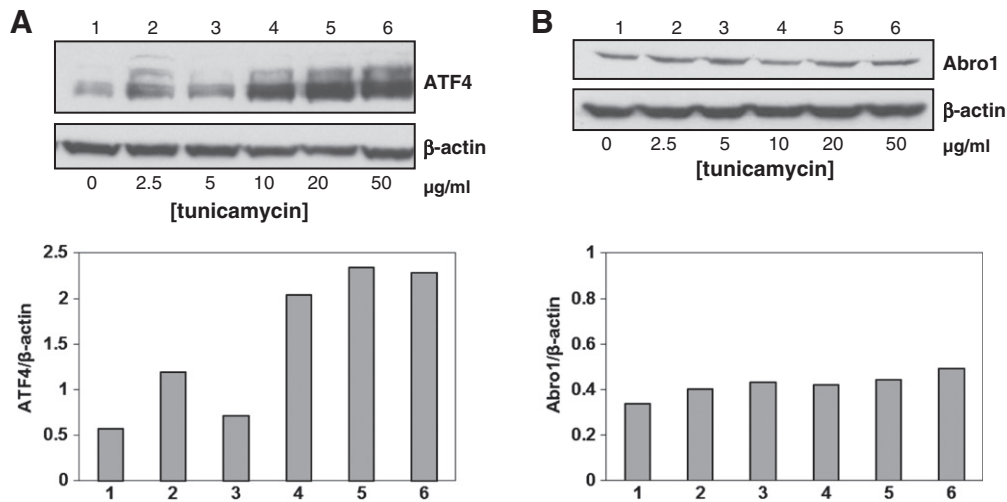 A
1 2 3 4 5 6
ATF4
β-actin
0 2.5 5 10 20 50 µg/ml
[tunicamycin]
2.5
2
1.5
1
0.5
0
ATF4/β-actin
1 2 3 4 5 6
B
1 2 3 4 5 6
Abro1
β-actin
0 2.5 5 10 20 50 µg/ml
[tunicamycin]
1
0.8
0.6
0.4
0.2
0
Abro1/β-actin
1 2 3 4 5 6